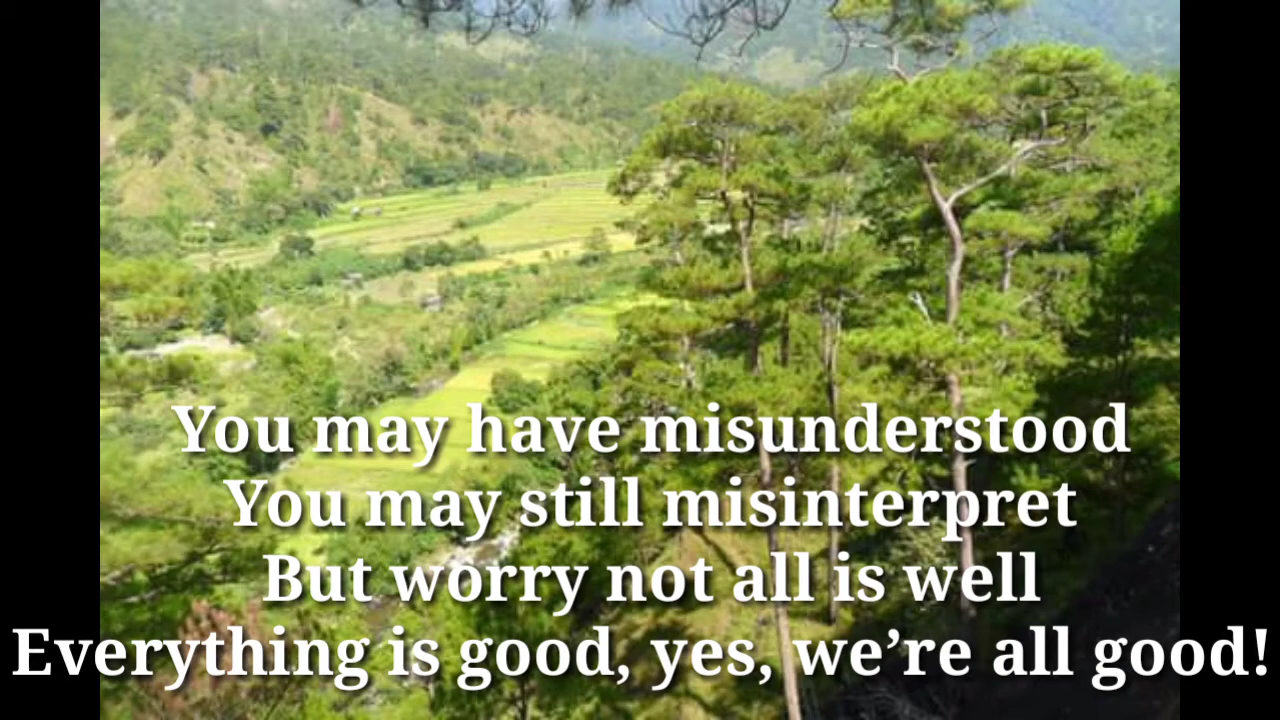 You may have misunderstood
You may still misinterpret
But worry not all is well
Everything is good, yes, we’re all good!